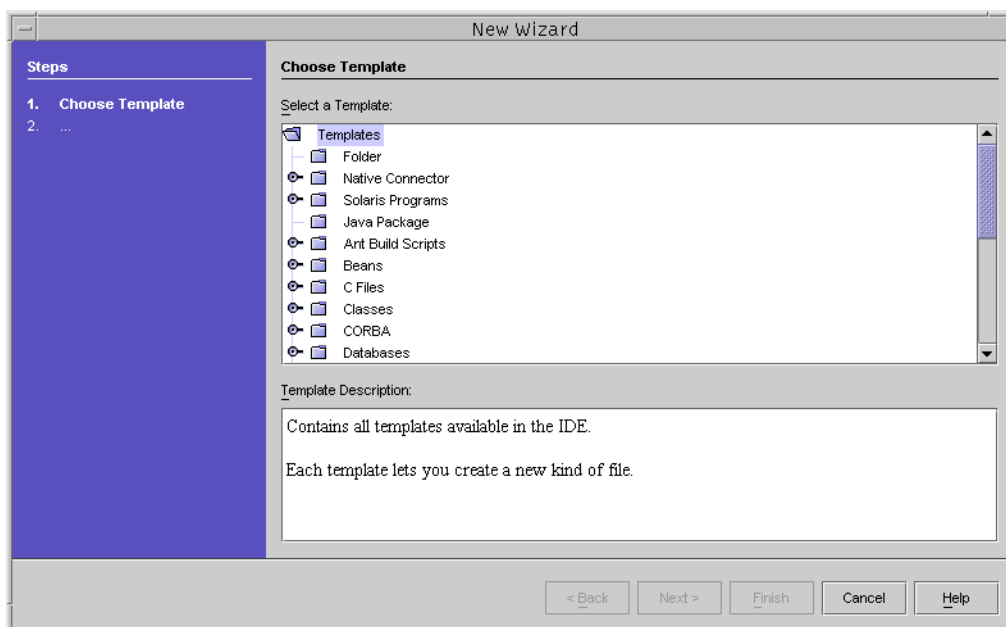 New Wizard
Steps
1. Choose Template
2. ...
Choose Template
Select a Template:
Templates
Folder
Native Connector
Solaris Programs
Java Package
Ant Build Scripts
Beans
C Files
Classes
CORBA
Databases
Template Description:
Contains all templates available in the IDE.
Each template lets you create a new kind of file.
< Back Next > Finish Cancel Help